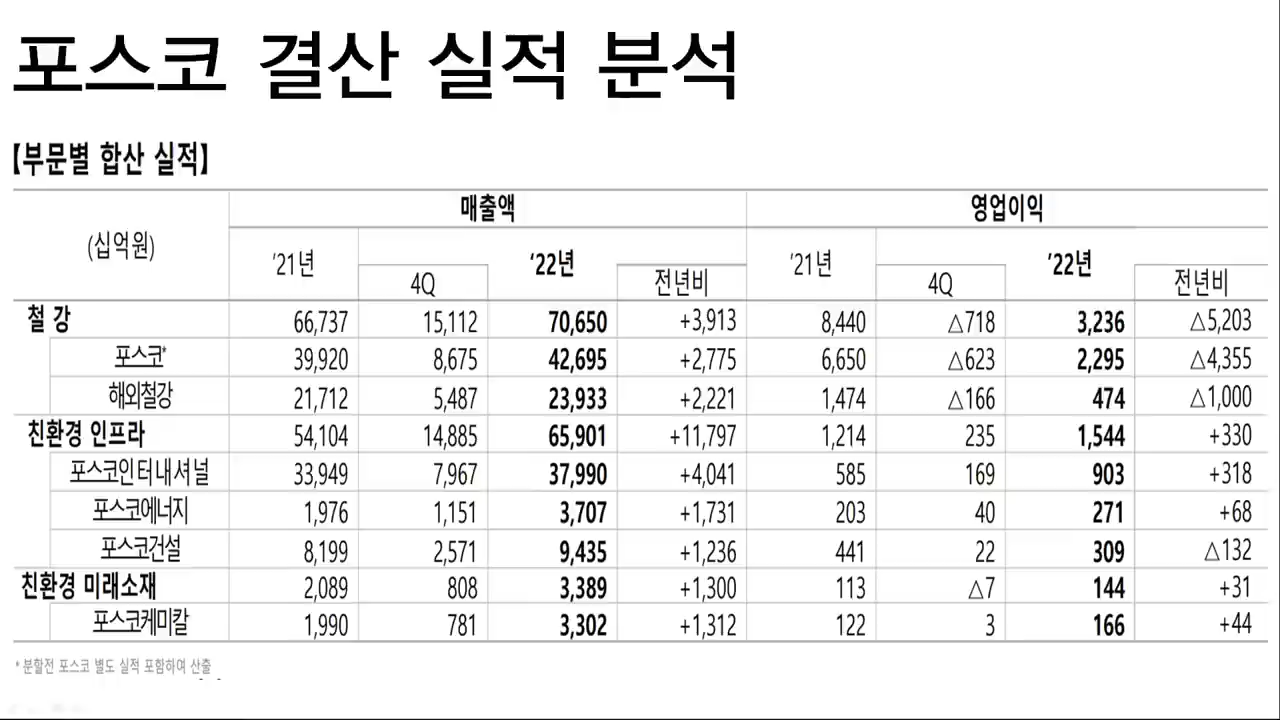 포스코 결산 실적 분석
【부문별 합산 실적】
(십억원) 매출액 영업이익
'21년 '22년 '21년 '22년
4Q 전년비 4Q 전년비
철 강 66,737 15,112 70,650 +3,913 8,440 △718 3,236 △5,203
포스코* 39,920 8,675 42,695 +2,775 6,650 △623 2,295 △4,355
해외철강 21,712 5,487 23,933 +2,221 1,474 △166 474 △1,000
친환경 인프라 54,104 14,885 65,901 +11,797 1,214 235 1,544 +330
포스코인터내셔널 33,949 7,967 37,990 +4,041 585 169 903 +318
포스코에너지 1,976 1,151 3,707 +1,731 203 40 271 +68
포스코건설 8,199 2,571 9,435 +1,236 441 22 309 △132
친환경 미래소재 2,089 808 3,389 +1,300 113 △7 144 +31
포스코케미칼 1,990 781 3,302 +1,312 122 3 166 +44
* 분할전 포스코 별도 실적 포함하여 산출